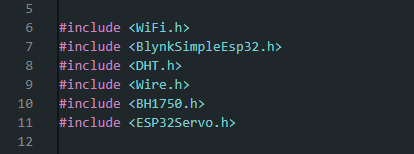 5
6 #include <WiFi.h>
7 #include <BlynkSimpleEsp32.h>
8 #include <DHT.h>
9 #include <Wire.h>
10 #include <BH1750.h>
11 #include <ESP32Servo.h>
12